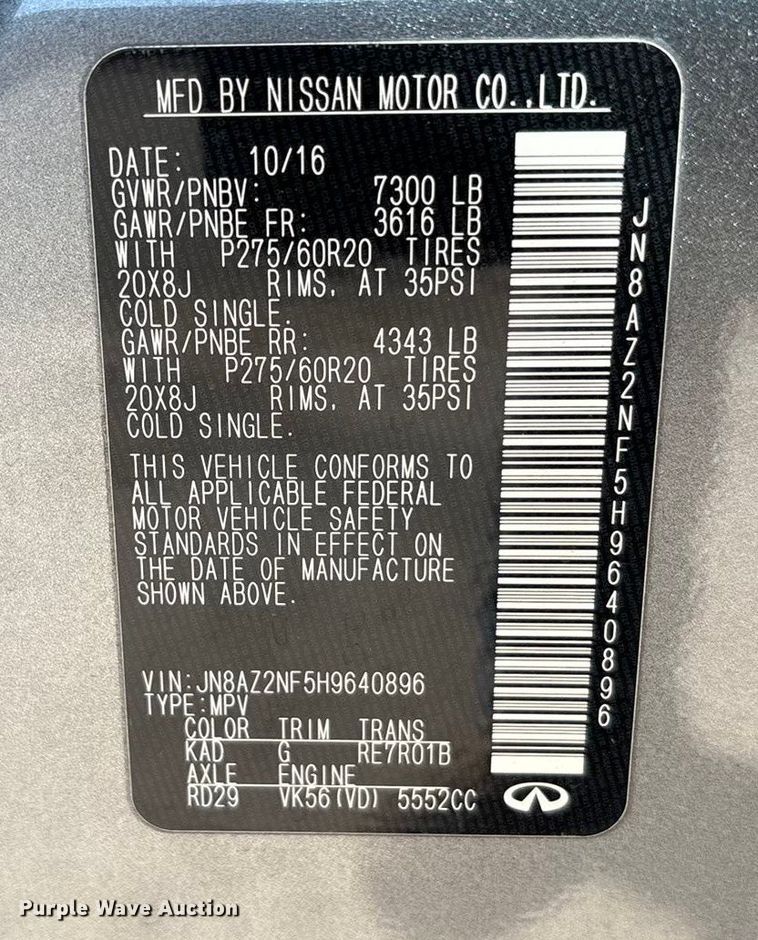 MFD BY NISSAN MOTOR CO.,LTD.
DATE: 10/16
GVWR/PNBV: 7300 LB
GAWR/PNBE FR: 3616 LB
WITH P275/60R20 TIRES
20X8J RIMS, AT 35PSI
COLD SINGLE.
GAWR/PNBE RR: 4343 LB
WITH P275/60R20 TIRES
20X8J RIMS, AT 35PSI
COLD SINGLE.
THIS VEHICLE CONFORMS TO
ALL APPLICABLE FEDERAL
MOTOR VEHICLE SAFETY
STANDARDS IN EFFECT ON
THE DATE OF MANUFACTURE
SHOWN ABOVE.
VIN:JN8AZ2NF5H9640896
TYPE:MPV
COLOR TRIM TRANS
KAD G RE7R01B
AXLE ENGINE
RD29 VK56(VD) 5552CC
JN8AZ2NF5H9640896
Purple Wave Auction